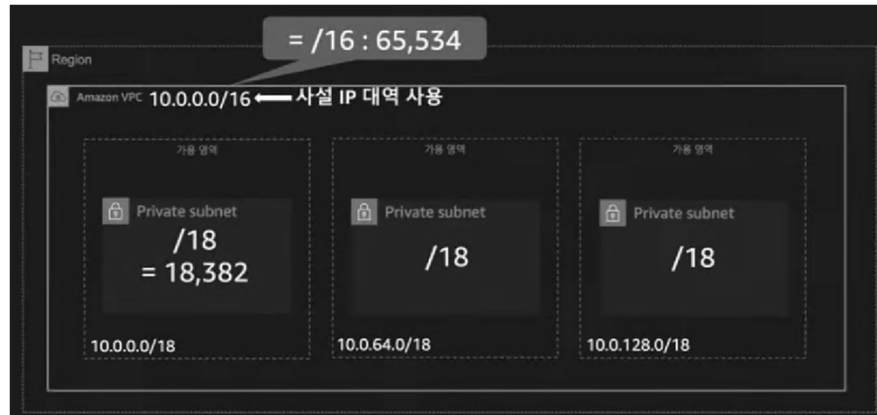 = /16 : 65,534
Region
Amazon VPC 10.0.0.0/16 사설 IP 대역 사용
가용 영역 가용 영역 가용 영역
Private subnet Private subnet Private subnet
/18 /18 /18
= 18,382
10.0.0.0/18 10.0.64.0/18 10.0.128.0/18